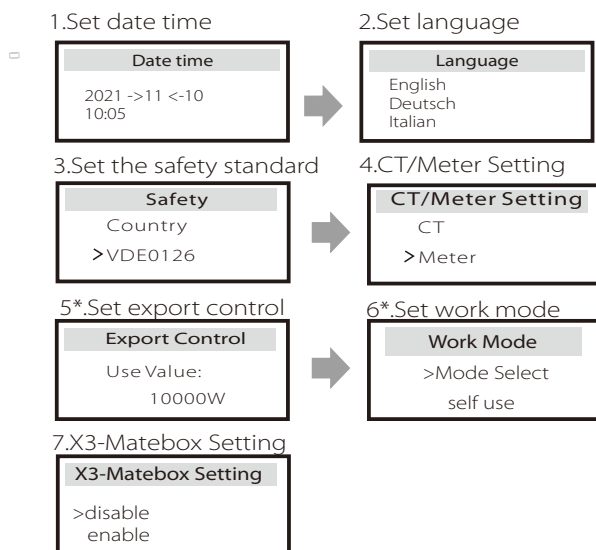 1.Set date time
Date time
2021 ->11 <-10
10:05
2.Set language
Language
English
Deutsch
Italian
3.Set the safety standard
Safety
Country
>VDE0126
4.CT/Meter Setting
CT/Meter Setting
CT
>Meter
5*.Set export control
Export Control
Use Value:
10000W
6*.Set work mode
Work Mode
>Mode Select
self use
7.X3-Matebox Setting
X3-Matebox Setting
>disable
enable